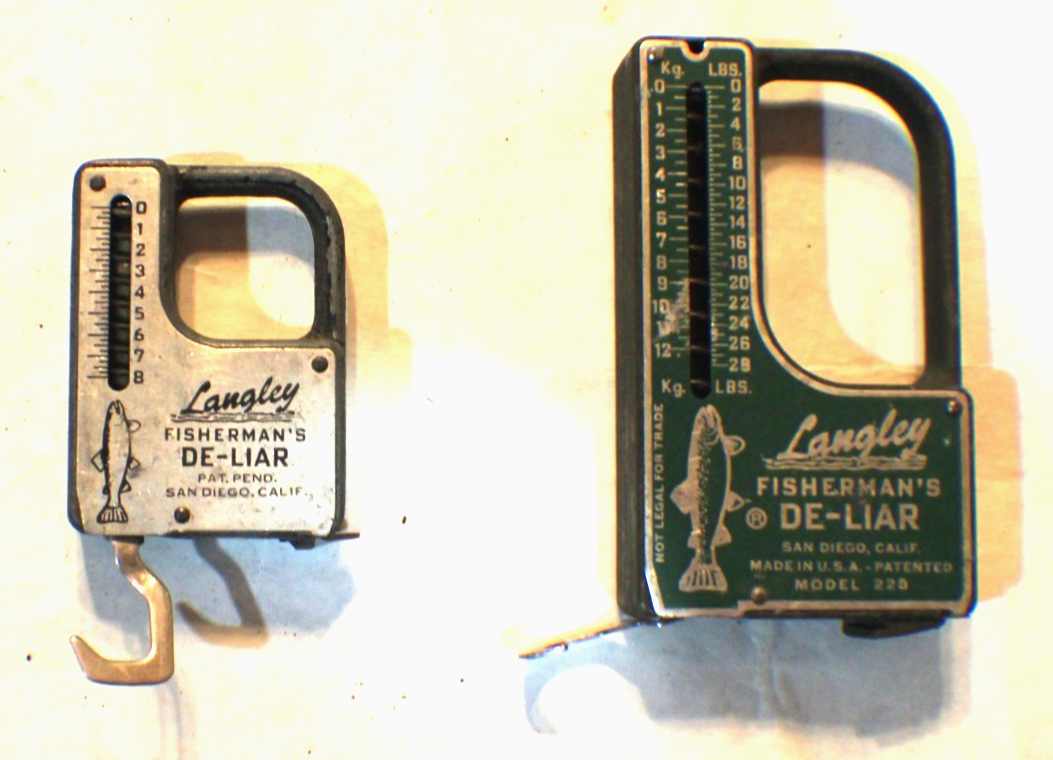 0
1
2
3
4
5
6
7
8
Langley
FISHERMAN'S
DE-LIAR
PAT. PEND.
SAN DIEGO, CALIF.
Kg. LBS.
0 0
1 2
2 4
3 6
4 8
5 10
6 12
7 14
8 16
9 18
10 20
22
12 24
26
28
Kg. LBS.
NOT LEGAL FOR TRADE
Langley
FISHERMAN'S
® DE-LIAR
SAN DIEGO, CALIF.
MADE IN U.S.A. - PATENTED
MODEL 228